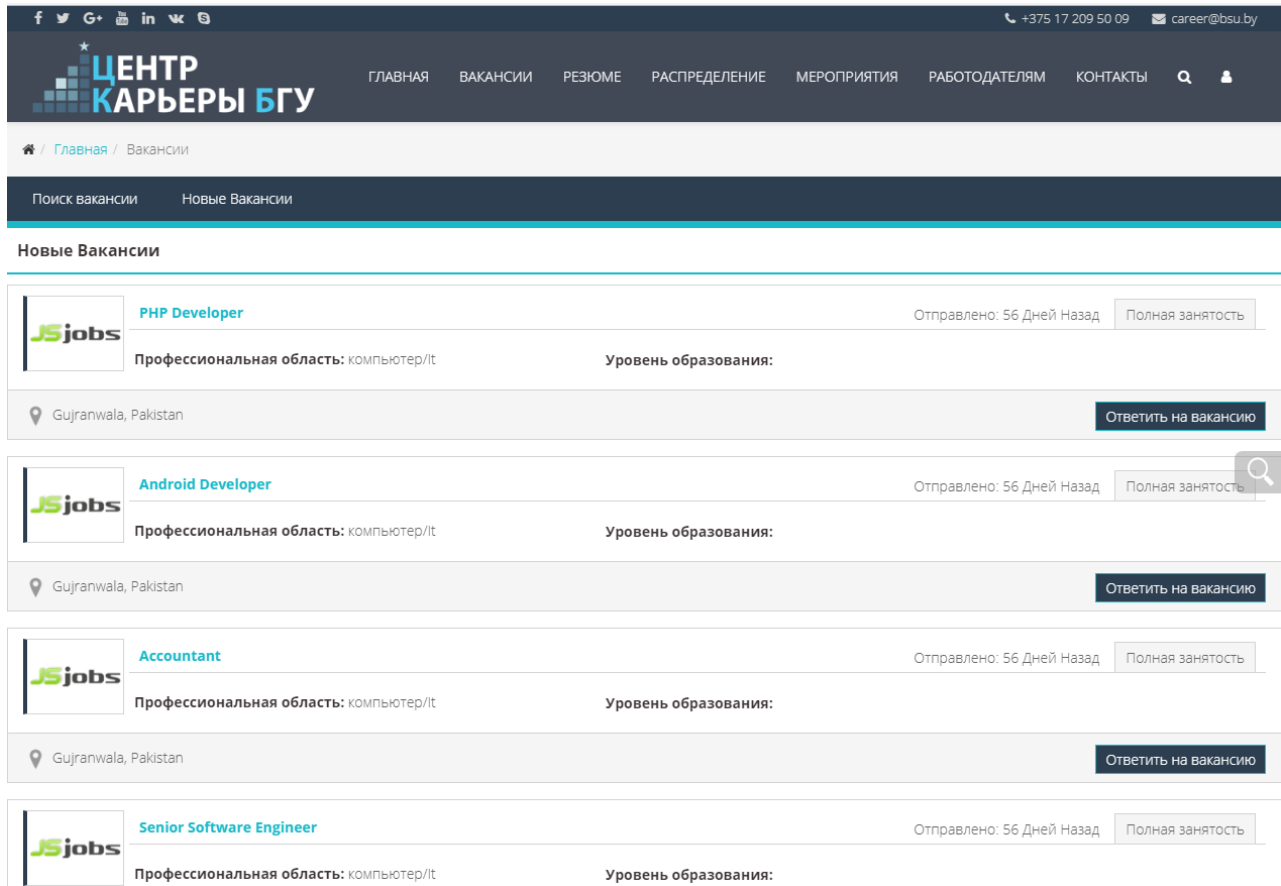 +375 17 209 50 09 career@bsu.by
ЦЕНТР
КАРЬЕРЫ БГУ
ГЛАВНАЯ ВАКАНСИИ РЕЗЮМЕ РАСПРЕДЕЛЕНИЕ МЕРОПРИЯТИЯ РАБОТОДАТЕЛЯМ КОНТАКТЫ
/ Главная / Вакансии
Поиск вакансии Новые Вакансии
Новые Вакансии
JSjobs
PHP Developer Отправлено: 56 Дней Назад Полная занятость
Профессиональная область: компьютер/It Уровень образования:
Gujranwala, Pakistan Ответить на вакансию
JSjobs
Android Developer Отправлено: 56 Дней Назад Полная занятость
Профессиональная область: компьютер/It Уровень образования:
Gujranwala, Pakistan Ответить на вакансию
JSjobs
Accountant Отправлено: 56 Дней Назад Полная занятость
Профессиональная область: компьютер/It Уровень образования:
Gujranwala, Pakistan Ответить на вакансию
JSjobs
Senior Software Engineer Отправлено: 56 Дней Назад Полная занятость
Профессиональная область: компьютер/It Уровень образования: